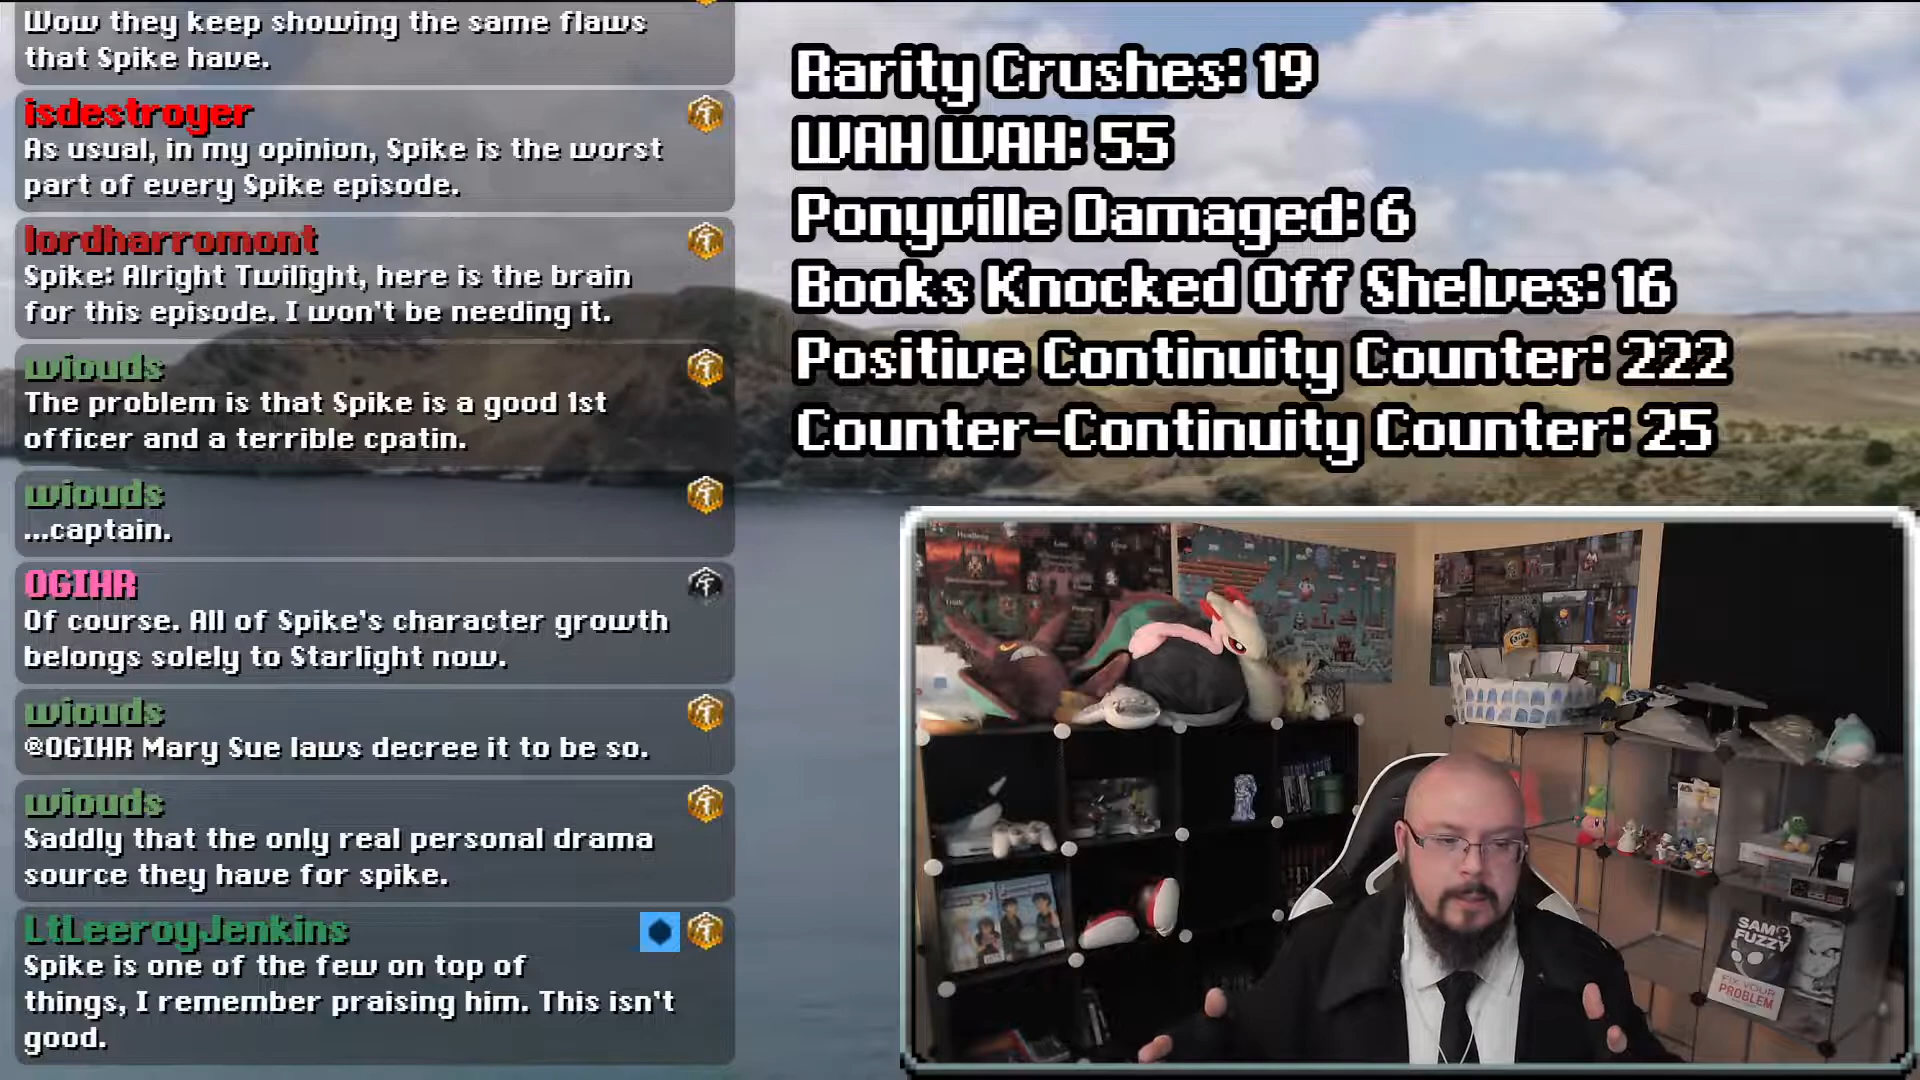 Wow they keep showing the same flaws
that Spike have.
isdestroyer
As usual, in my opinion, Spike is the worst
part of every Spike episode.
lordharromont
Spike: Alright Twilight, here is the brain
for this episode. I won't be needing it.
wiouds
The problem is that Spike is a good 1st
officer and a terrible cpatin.
wiouds
...captain.
OGIHR
Of course. All of Spike's character growth
belongs solely to Starlight now.
wiouds
@OGIHR Mary Sue laws decree it to be so.
wiouds
Saddly that the only real personal drama
source they have for spike.
LtLeeroyJenkins
Spike is one of the few on top of
things, I remember praising him. This isn't
good.
Rarity Crushes: 19
WAH WAH: 55
Ponyville Damaged: 6
Books Knocked Off Shelves: 16
Positive Continuity Counter: 222
Counter-Continuity Counter: 25
Fanta
SAM &
FUZZY
FIX YOUR
PROBLEM